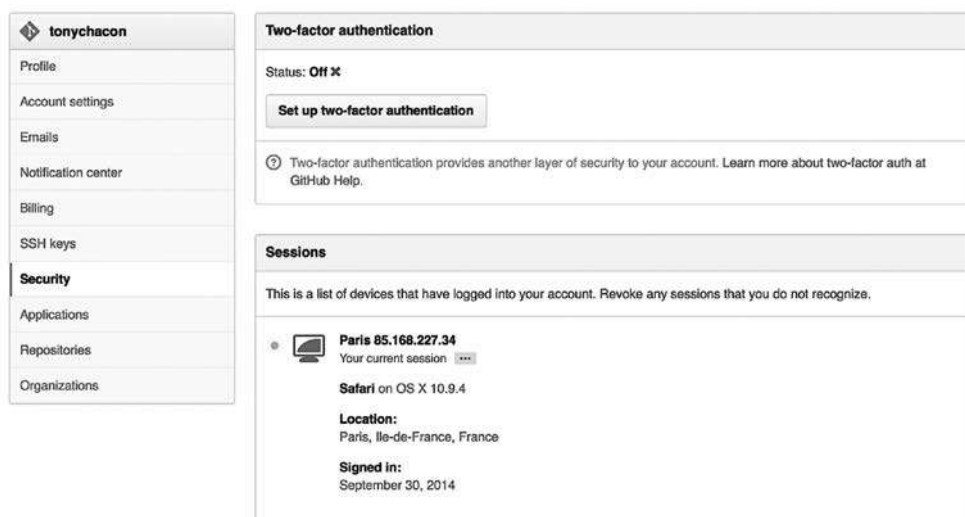 tonychacon
Profile
Account settings
Emails
Notification center
Billing
SSH keys
Security
Applications
Repositories
Organizations
Two-factor authentication
Status: Off ✖
Set up two-factor authentication
Two-factor authentication provides another layer of security to your account. Learn more about two-factor auth at
GitHub Help.
Sessions
This is a list of devices that have logged into your account. Revoke any sessions that you do not recognize.
Paris 85.168.227.34
Your current session ...
Safari on OS X 10.9.4
Location:
Paris, Ile-de-France, France
Signed in:
September 30, 2014